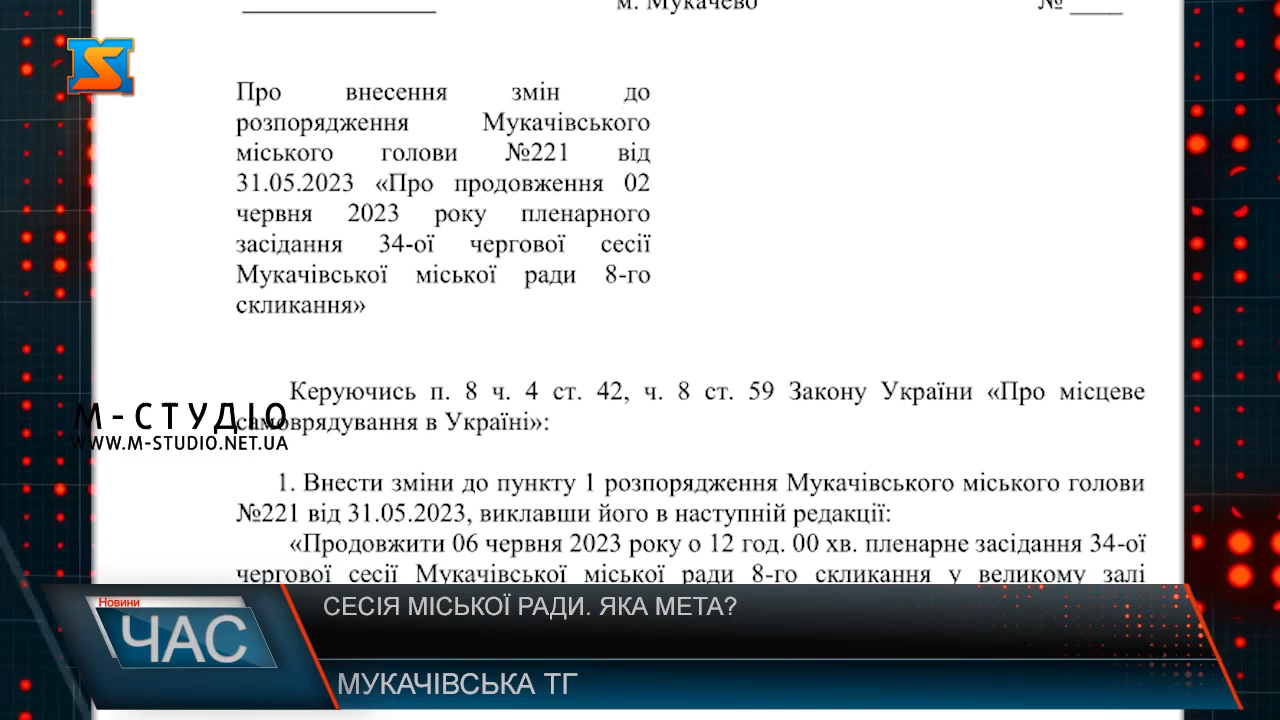 м. Мукачево № ____
Про внесення змін до
розпорядження Мукачівського
міського голови №221 від
31.05.2023 «Про продовження 02
червня 2023 року пленарного
засідання 34-ої чергової сесії
Мукачівської міської ради 8-го
скликання»
Керуючись п. 8 ч. 4 ст. 42, ч. 8 ст. 59 Закону України «Про місцеве
самоврядування в Україні»:
М-СТУДІО
WWW.M-STUDIO.NET.UA
1. Внести зміни до пункту 1 розпорядження Мукачівського міського голови
№221 від 31.05.2023, виклавши його в наступній редакції:
«Продовжити 06 червня 2023 року о 12 год. 00 хв. пленарне засідання 34-ої
чергової сесії Мукачівської міської ради 8-го скликання у великому залі
Новини
ЧАС
СЕСІЯ МІСЬКОЇ РАДИ. ЯКА МЕТА?
МУКАЧІВСЬКА ТГ